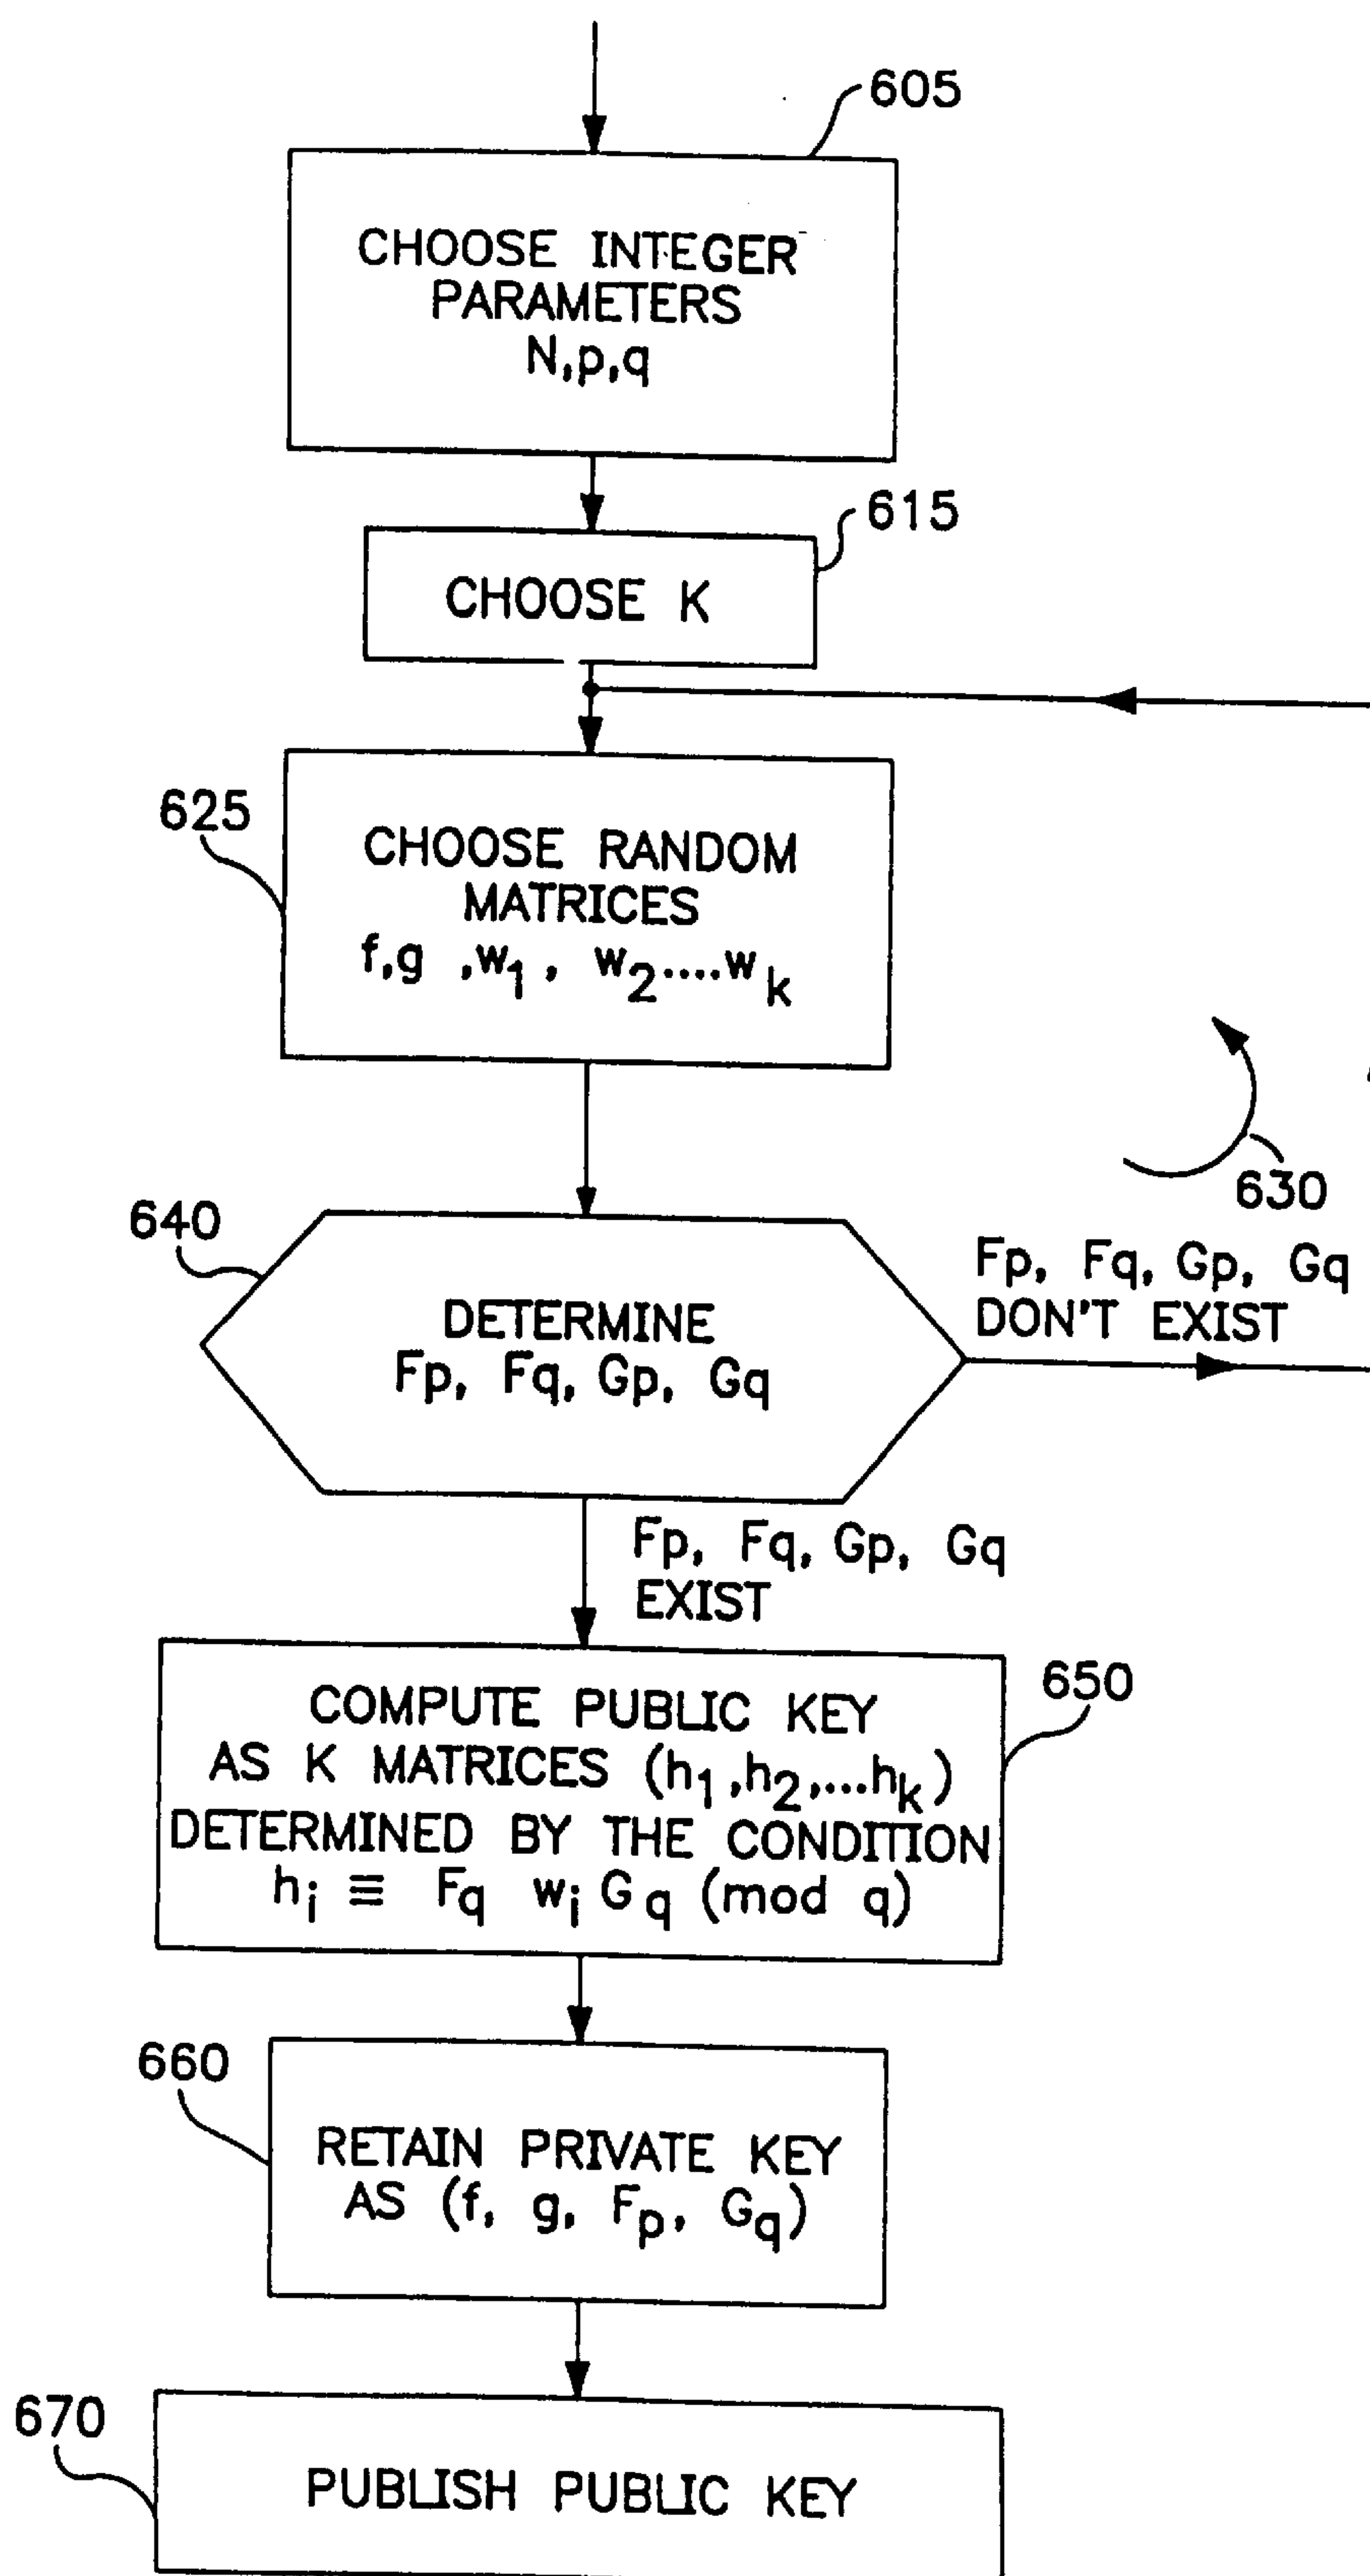 605
CHOOSE INTEGER
PARAMETERS
N,p,q
615
CHOOSE K
625
CHOOSE RANDOM
MATRICES
f,g ,w1 , w2....wk
630
640
DETERMINE
Fp, Fq, Gp, Gq
Fp, Fq, Gp, Gq
DON'T EXIST
Fp, Fq, Gp, Gq
EXIST
650
COMPUTE PUBLIC KEY
AS K MATRICES (h1,h2,...hk)
DETERMINED BY THE CONDITION
hi ≡ Fq wi Gq (mod q)
660
RETAIN PRIVATE KEY
AS (f, g, Fp, Gq)
670
PUBLISH PUBLIC KEY